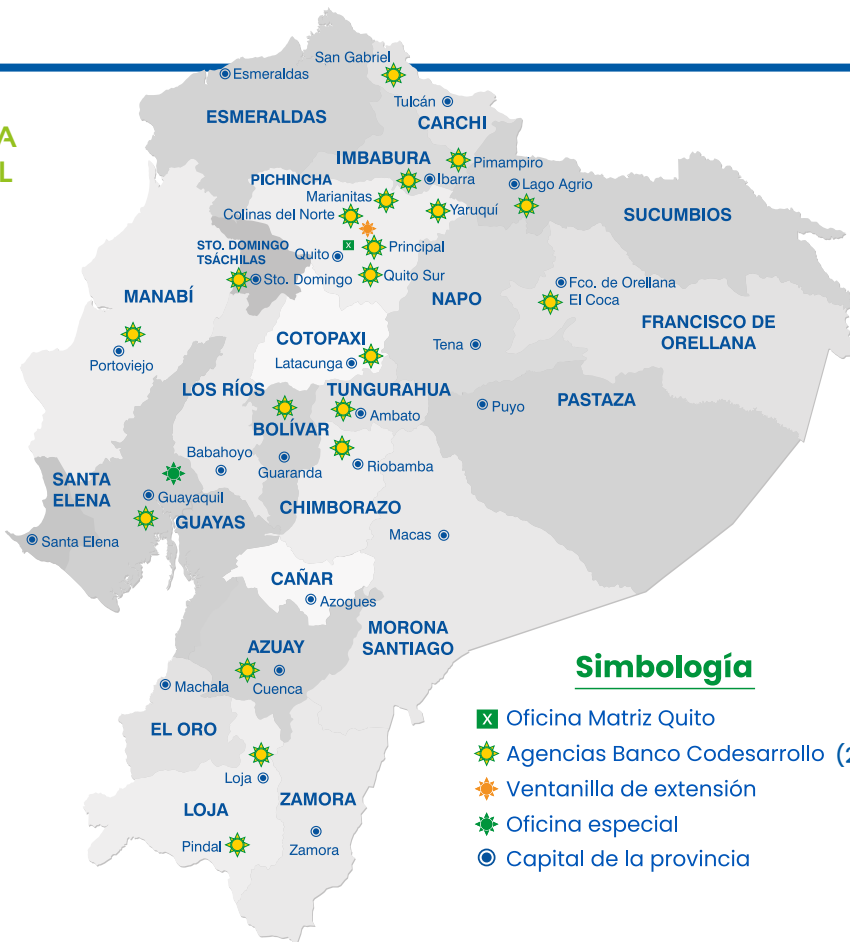 A
L
San Gabriel
Esmeraldas
Tulcán
ESMERALDAS
CARCHI
IMBABURA
Pimampiro
PICHINCHA
Ibarra
Lago Agrio
Marianitas
Colinas del Norte
Yaruquí
SUCUMBIOS
STO. DOMINGO
TSÁCHILAS
X
Principal
Quito
Sto. Domingo
Quito Sur
Fco. de Orellana
El Coca
MANABÍ
NAPO
FRANCISCO DE
ORELLANA
COTOPAXI
Tena
Portoviejo
Latacunga
LOS RÍOS
TUNGURAHUA
PASTAZA
Puyo
Ambato
BOLÍVAR
Babahoyo
Guaranda
Riobamba
SANTA
ELENA
Guayaquil
GUAYAS
CHIMBORAZO
Macas
Santa Elena
CAÑAR
Azogues
MORONA
SANTIAGO
AZUAY
Machala
Cuenca
EL ORO
Loja
ZAMORA
LOJA
Pindal
Zamora
Simbología
X Oficina Matriz Quito
Agencias Banco Codesarrollo (2
Ventanilla de extensión
Oficina especial
Capital de la provincia